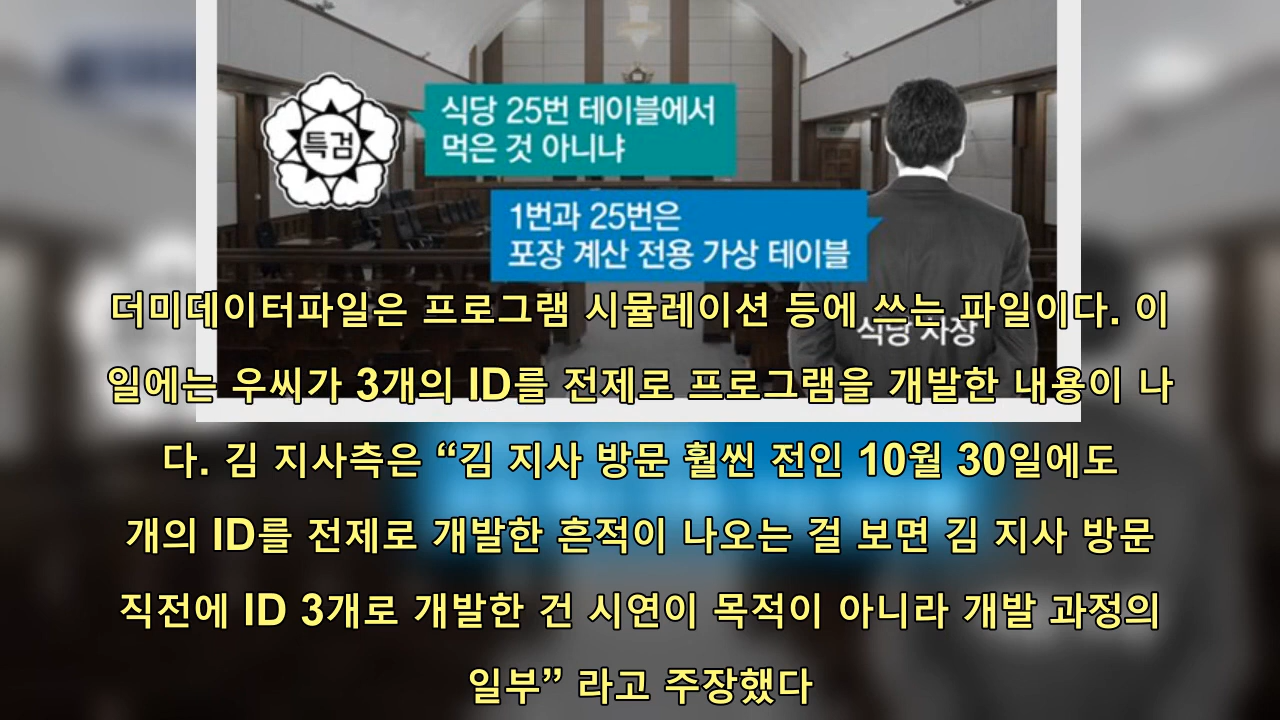 특검
식당 25번 테이블에서
먹은 것 아니냐
1번과 25번은
포장 계산 전용 가상 테이블
식당 사장
더미데이터파일은 프로그램 시뮬레이션 등에 쓰는 파일이다. 이
일에는 우씨가 3개의 ID를 전제로 프로그램을 개발한 내용이 나
다. 김 지사측은 “김 지사 방문 훨씬 전인 10월 30일에도
개의 ID를 전제로 개발한 흔적이 나오는 걸 보면 김 지사 방문
직전에 ID 3개로 개발한 건 시연이 목적이 아니라 개발 과정의
일부” 라고 주장했다